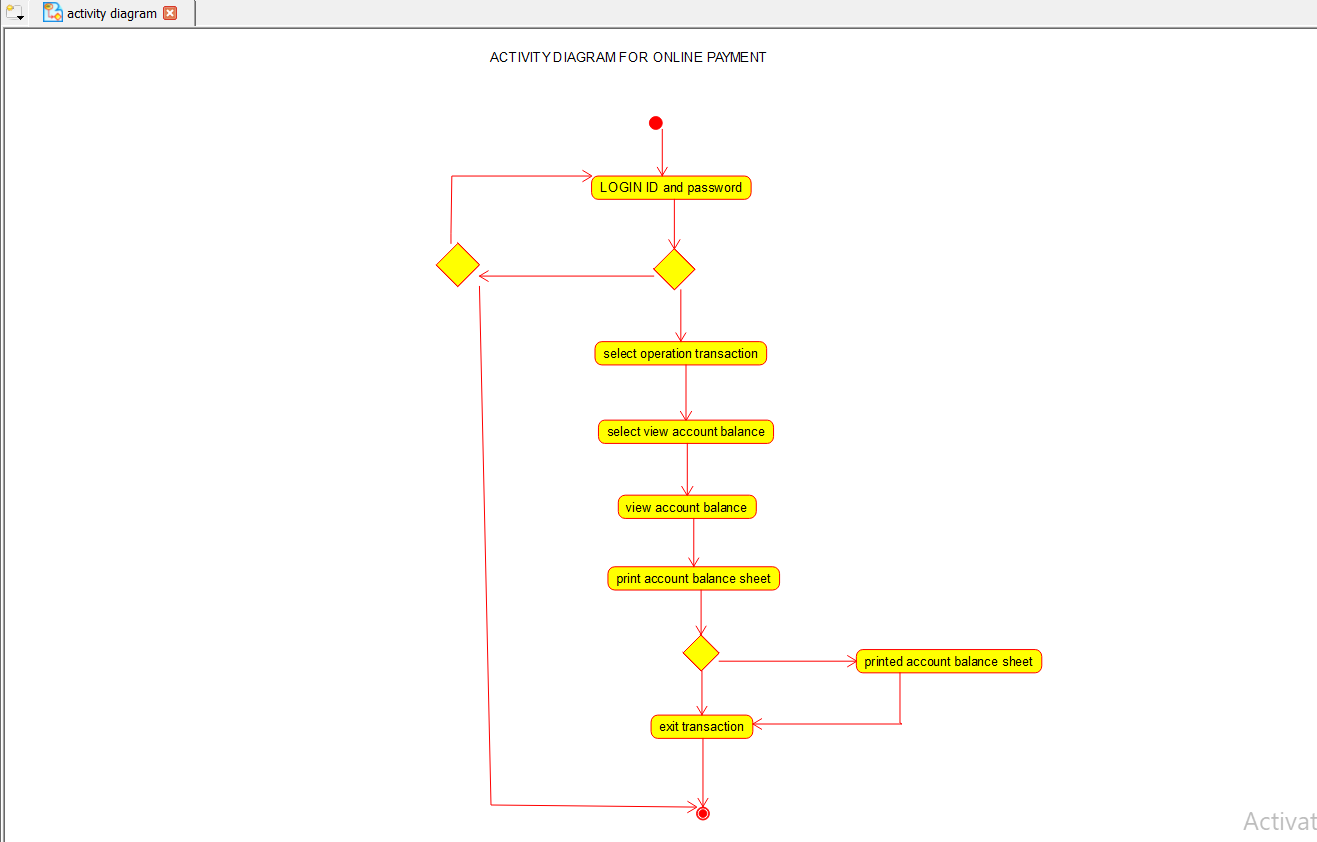 activity diagram
ACTIVITY DIAGRAM FOR ONLINE PAYMENT
LOGIN ID and password
select operation transaction
select view account balance
view account balance
print account balance sheet
printed account balance sheet
exit transaction
Activat